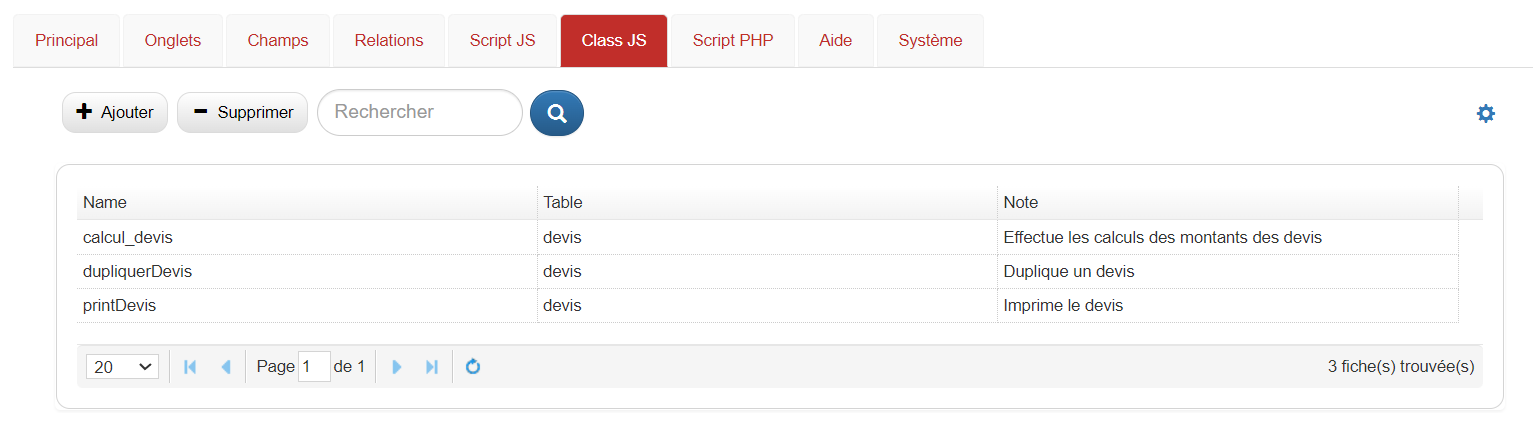 Principal Onglets Champs Relations Script JS Class JS Script PHP Aide Système
Ajouter Supprimer Rechercher
Name Table Note
calcul_devis devis Effectue les calculs des montants des devis
dupliquerDevis devis Duplique un devis
printDevis devis Imprime le devis
20 Page 1 de 1 3 fiche(s) trouvée(s)